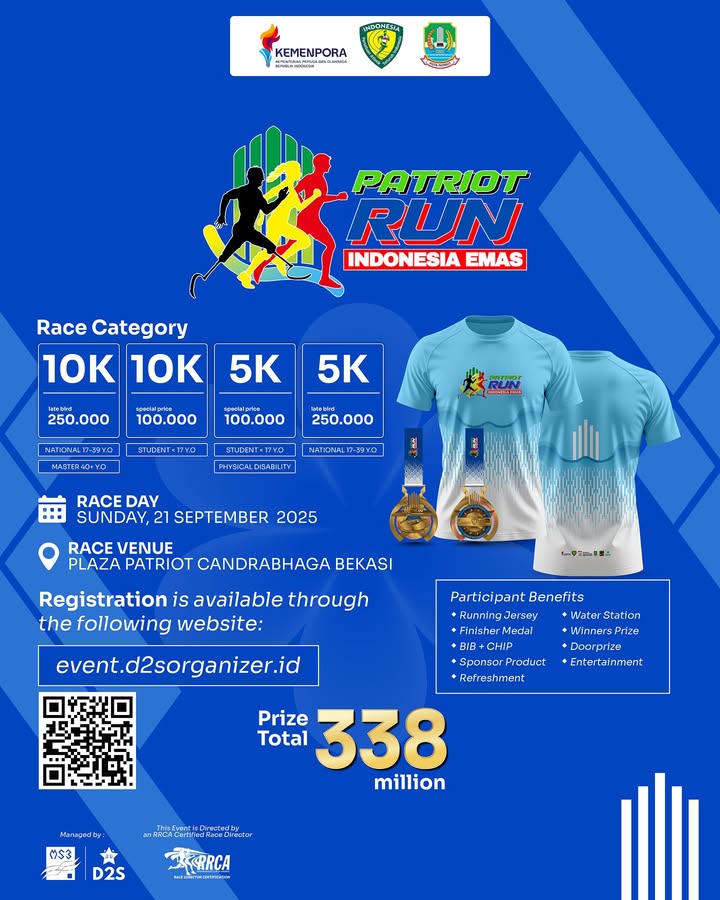 KEMENPORA
KEMENTERIAN PEMUDA DAN OLAHRAGA
REPUBLIK INDONESIA
INDONESIA
PATRIOT
RUN
INDONESIA EMAS
Race Category
10K
late bird
250.000
NATIONAL 17-39 Y.O
MASTER 40+ Y.O
10K
special price
100.000
STUDENT < 17 Y.O
5K
special price
100.000
STUDENT < 17 Y.O
PHYSICAL DISABILITY
5K
late bird
250.000
NATIONAL 17-39 Y.O
PATRIOT
RUN
INDONESIA EMAS
RACE DAY
SUNDAY, 21 SEPTEMBER 2025
RACE VENUE
PLAZA PATRIOT CANDRABHAGA BEKASI
Registration is available through
the following website:
event.d2sorganizer.id
Participant Benefits
Running Jersey
Finisher Medal
BIB + CHIP
Sponsor Product
Refreshment
Water Station
Winners Prize
Doorprize
Entertainment
Prize
Total
338
million
Managed by :
MS3
D2S
This Event is Directed by
an RRCA Certified Race Director
RRCA
RACE DIRECTOR CERTIFICATION